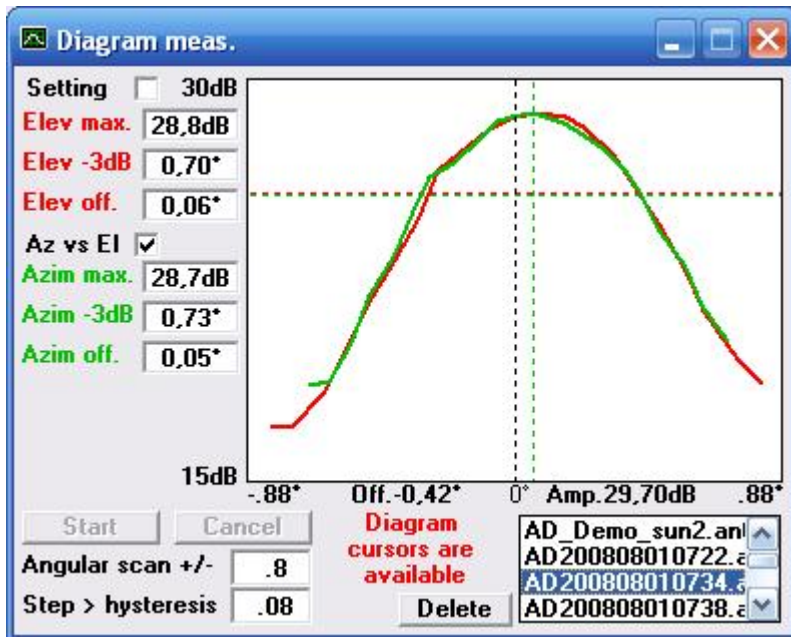 Diagram meas.
Setting 30dB
Elev max. 28,8dB
Elev -3dB 0,70°
Elev off. 0,06°
Az vs El
Azim max. 28,7dB
Azim -3dB 0,73°
Azim off. 0,05°
15dB
-.88° Off.-0,42° 0° Amp.29,70dB .88°
Start Cancel
Diagram
cursors are
available
Angular scan +/- .8
Step > hysteresis .08
Delete
AD_Demo_sun2.an
AD200808010722.a
AD200808010734.a
AD200808010738.a